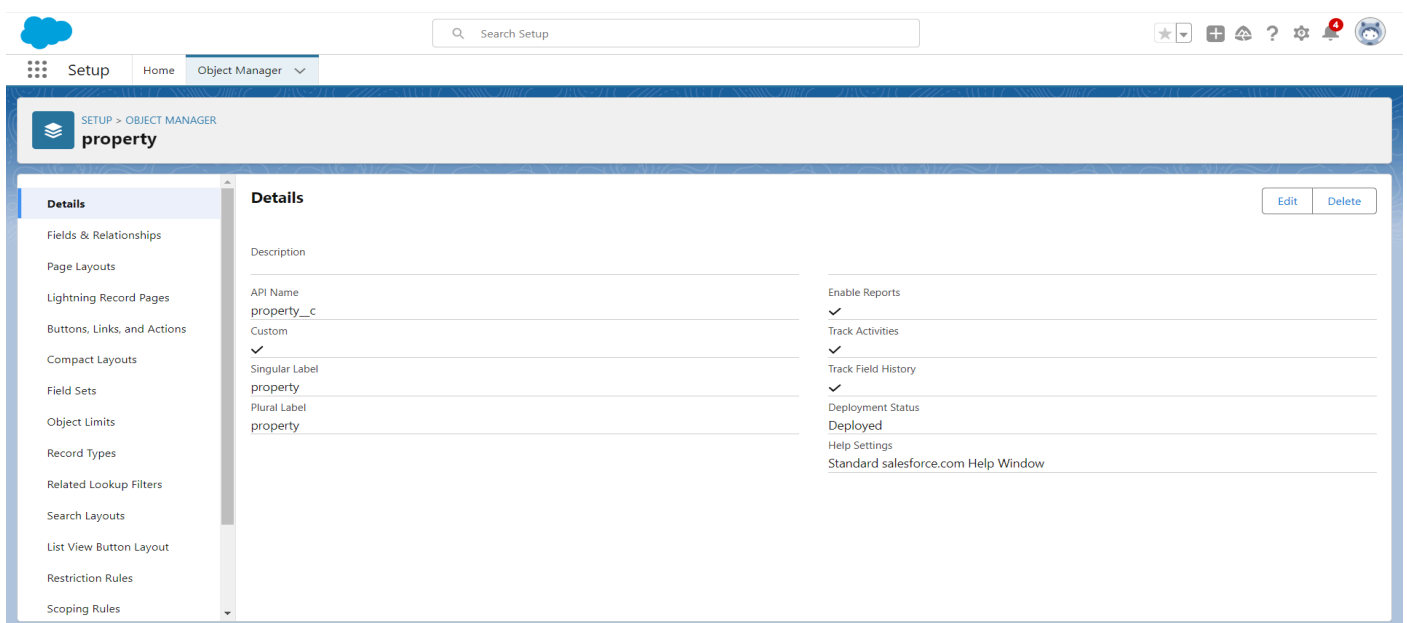 Search Setup
4
Setup
Home
Object Manager
SETUP > OBJECT MANAGER
property
Details
Fields & Relationships
Page Layouts
Lightning Record Pages
Buttons, Links, and Actions
Compact Layouts
Field Sets
Object Limits
Record Types
Related Lookup Filters
Search Layouts
List View Button Layout
Restriction Rules
Scoping Rules
Details
Edit
Delete
Description
API Name
property__c
Custom
Singular Label
property
Plural Label
property
Enable Reports
Track Activities
Track Field History
Deployment Status
Deployed
Help Settings
Standard salesforce.com Help Window